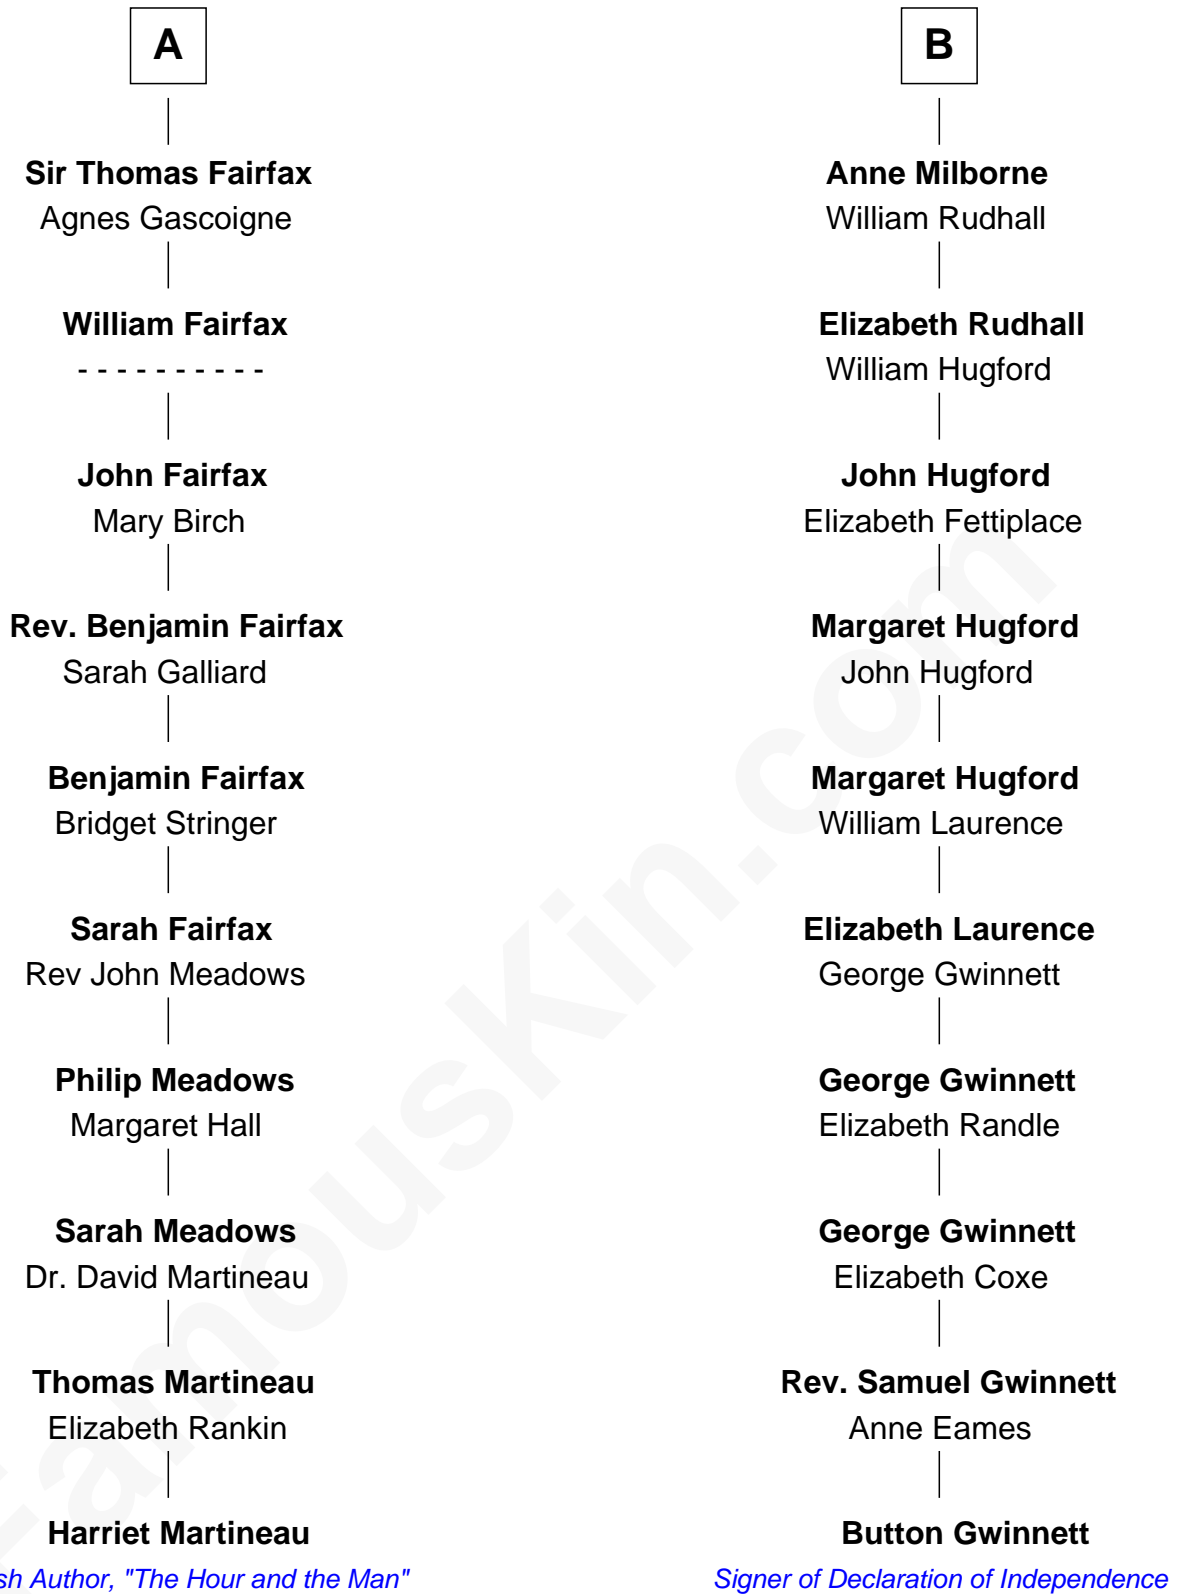 A
Sir Thomas Fairfax
Agnes Gascoigne
William Fairfax
- - - - - - - - - -
John Fairfax
Mary Birch
Rev. Benjamin Fairfax
Sarah Galliard
Benjamin Fairfax
Bridget Stringer
Sarah Fairfax
Rev John Meadows
Philip Meadows
Margaret Hall
Sarah Meadows
Dr. David Martineau
Thomas Martineau
Elizabeth Rankin
Harriet Martineau
sh Author, "The Hour and the Man"
B
Anne Milborne
William Rudhall
Elizabeth Rudhall
William Hugford
John Hugford
Elizabeth Fettiplace
Margaret Hugford
John Hugford
Margaret Hugford
William Laurence
Elizabeth Laurence
George Gwinnett
George Gwinnett
Elizabeth Randle
George Gwinnett
Elizabeth Coxe
Rev. Samuel Gwinnett
Anne Eames
Button Gwinnett
Signer of Declaration of Independence
FamousKin.com